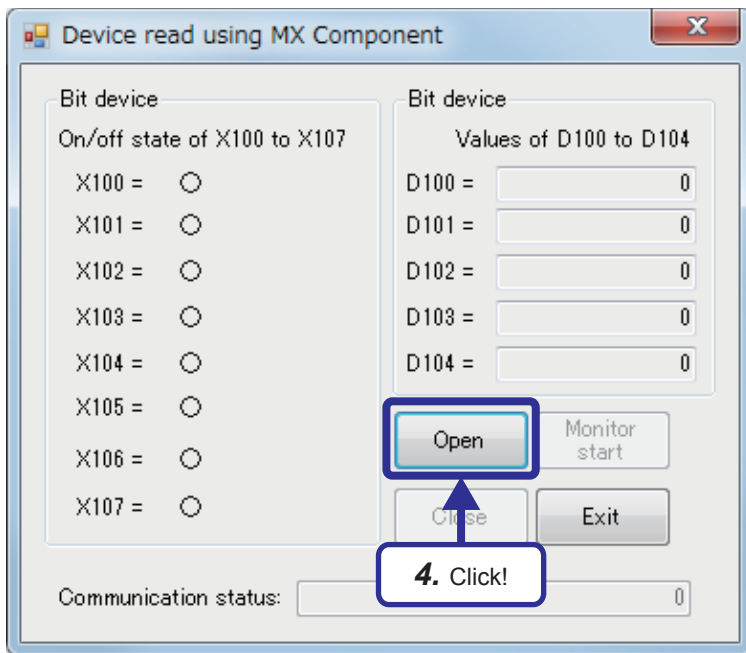 Device read using MX Component
X
Bit device
On/off state of X100 to X107
X100 =
X101 =
X102 =
X103 =
X104 =
X105 =
X106 =
X107 =
Bit device
Values of D100 to D104
D100 = 0
D101 = 0
D102 = 0
D103 = 0
D104 = 0
Open
Monitor
start
Close
Exit
4. Click!
Communication status: 0